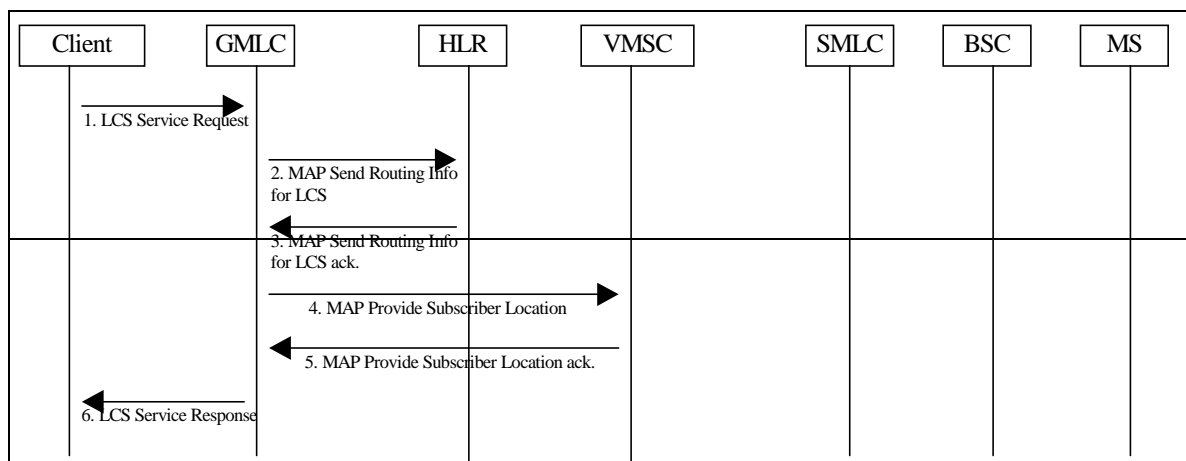 Client
GMLC
HLR
VMSC
SMLC
BSC
MS
1. LCS Service Request
2. MAP Send Routing Info
for LCS
3. MAP Send Routing Info
for LCS ack.
4. MAP Provide Subscriber Location
5. MAP Provide Subscriber Location ack.
6. LCS Service Response